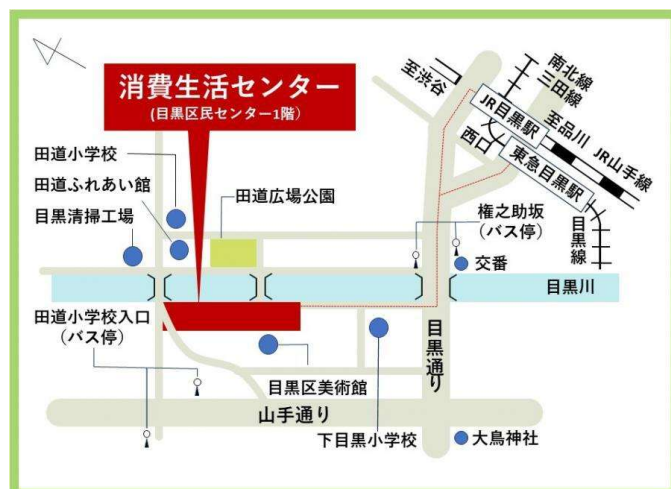 消費生活センター
(目黒区民センター1階)
至渋谷
南北線
三田線
JR目黒駅
至品川 JR山手線
西口
東急目黒駅
目黒線
田道小学校
田道ふれあい館
目黒清掃工場
田道広場公園
権之助坂
(バス停)
交番
目黒川
田道小学校入口
(バス停)
目黒通り
目黒区美術館
山手通り
下目黒小学校
大鳥神社